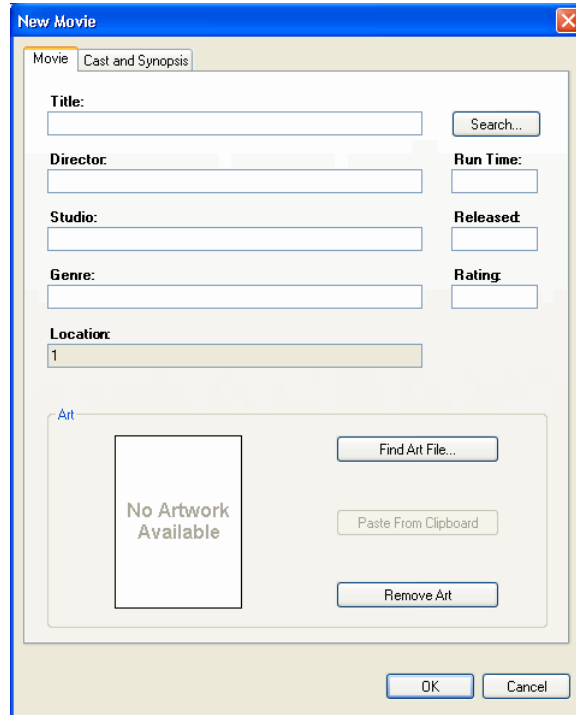 New Movie
Movie
Cast and Synopsis
Title:
Search...
Director:
Run Time:
Studio:
Released:
Genre:
Rating:
Location:
1
Art
No Artwork
Available
Find Art File...
Paste From Clipboard
Remove Art
OK
Cancel